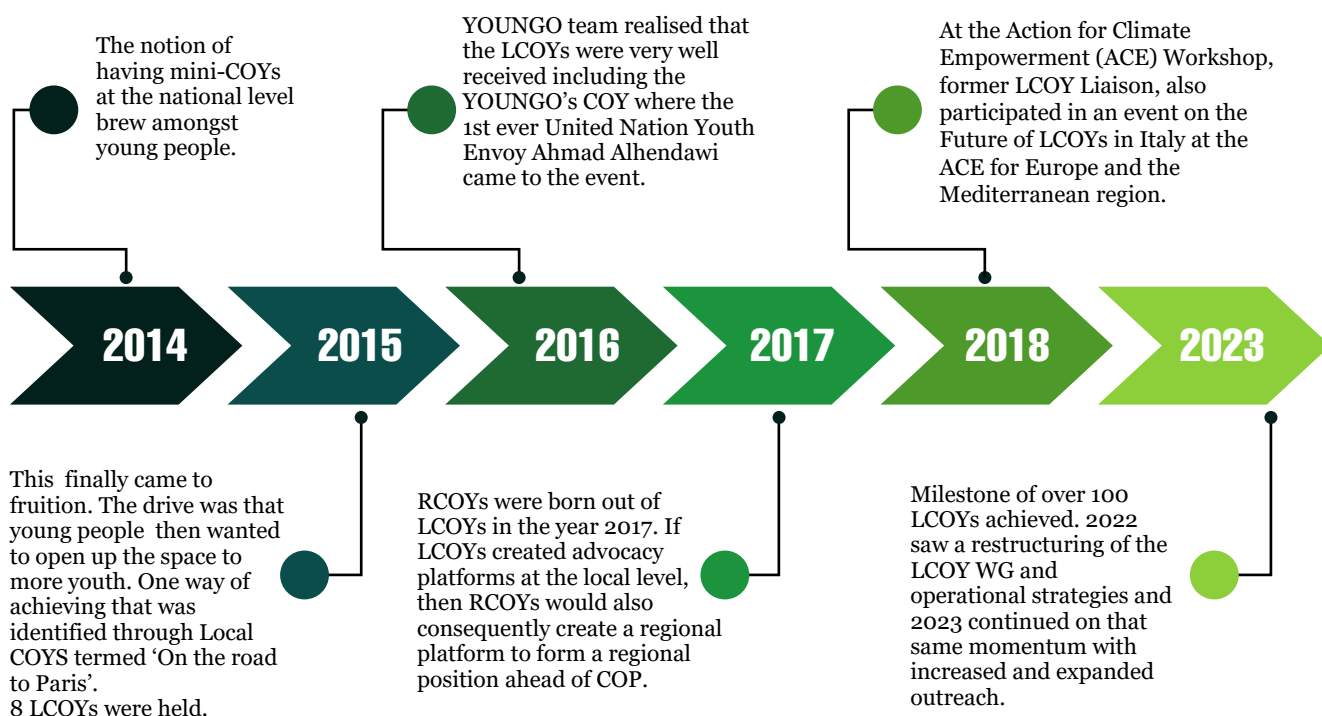 The notion of
having mini-COYs
at the national level
brew amongst
young people.
YOUNGO team realised that
the LCOYs were very well
received including the
YOUNGO's COY where the
1st ever United Nation Youth
Envoy Ahmad Alhendawi
came to the event.
At the Action for Climate
Empowerment (ACE) Workshop,
former LCOY Liaison, also
participated in an event on the
Future of LCOYs in Italy at the
ACE for Europe and the
Mediterranean region.
2014
2015
2016
2017
2018
2023
This finally came to
fruition. The drive was that
young people then wanted
to open up the space to
more youth. One way of
achieving that was
identified through Local
COYS termed ‘On the road
to Paris’.
8 LCOYs were held.
RCOYs were born out of
LCOYs in the year 2017. If
LCOYs created advocacy
platforms at the local level,
then RCOYs would also
consequently create a regional
platform to form a regional
position ahead of COP.
Milestone of over 100
LCOYs achieved. 2022
saw a restructuring of the
LCOY WG and
operational strategies and
2023 continued on that
same momentum with
increased and expanded
outreach.